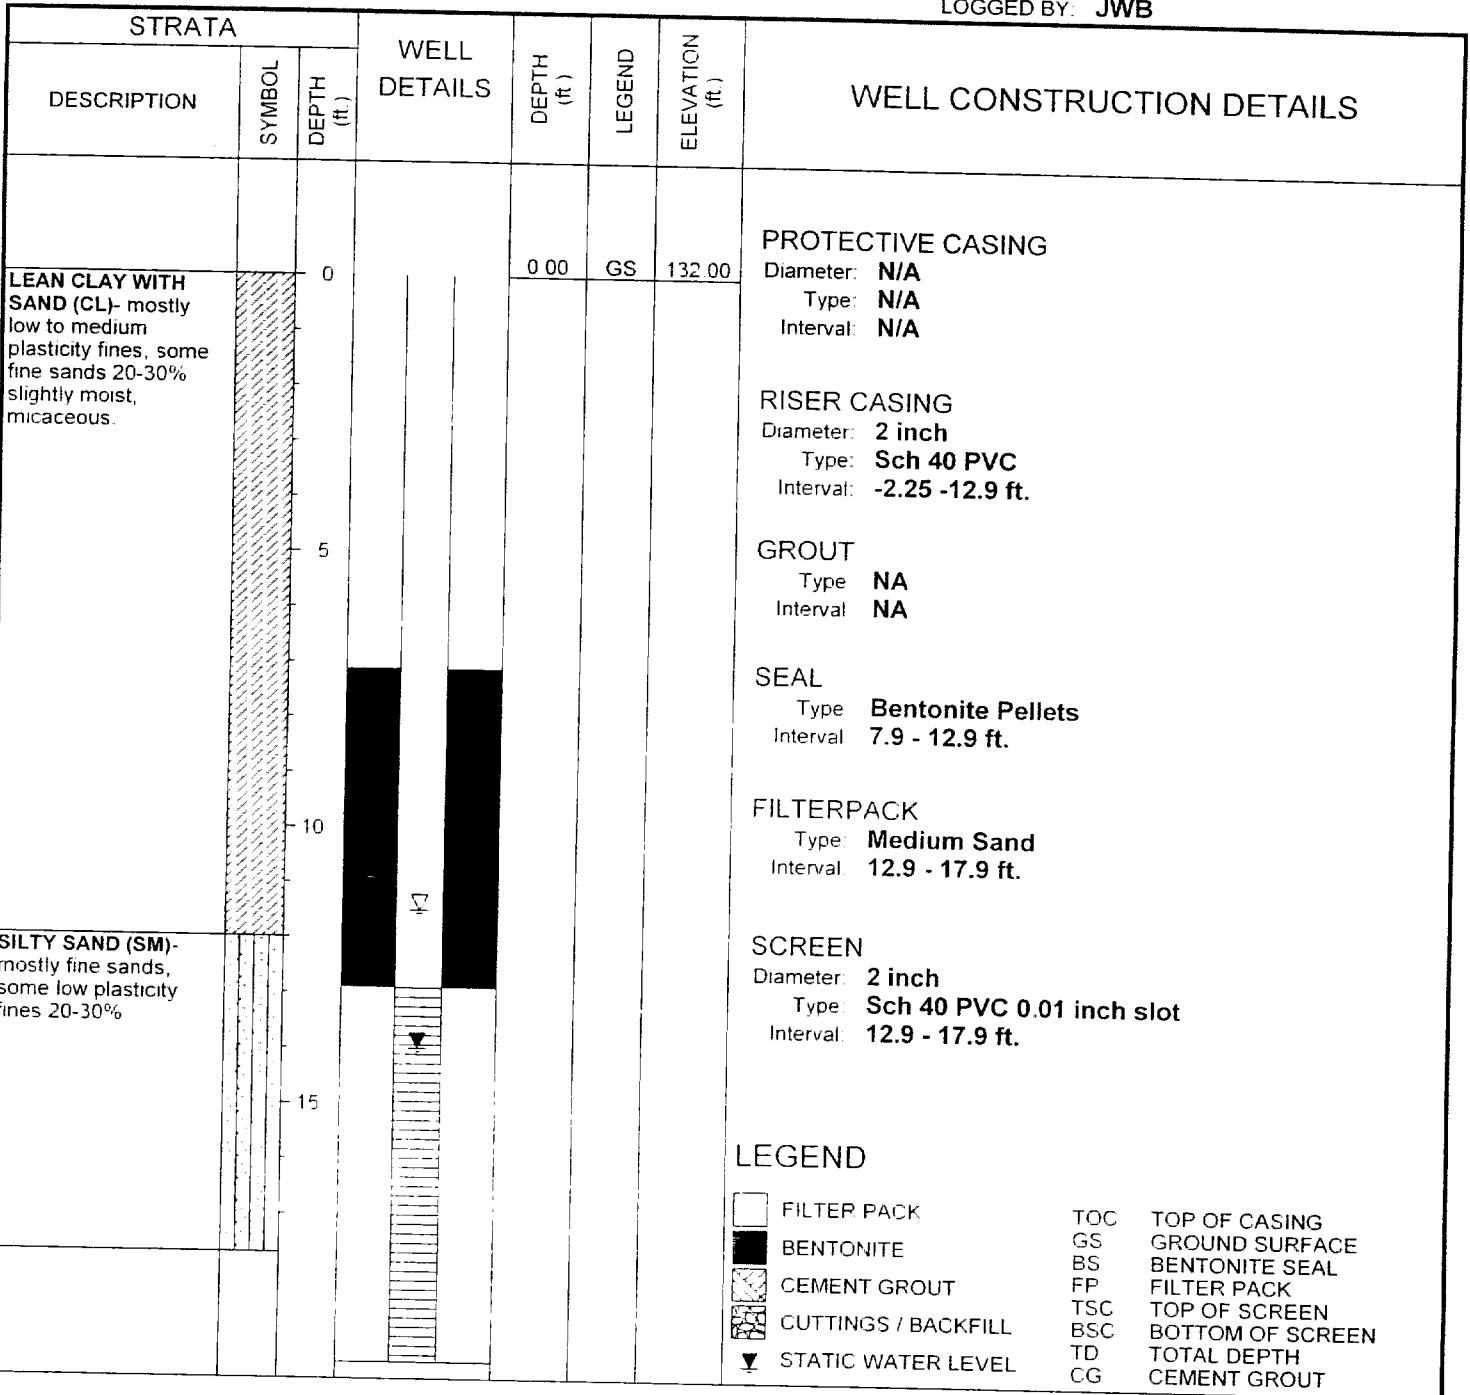 LOGGED BY: JWB
STRATA
WELL DETAILS
DEPTH (ft.)
LEGEND
ELEVATION (ft.)
WELL CONSTRUCTION DETAILS
DESCRIPTION
SYMBOL
DEPTH (ft.)
0.00 GS 132.00
LEAN CLAY WITH
SAND (CL)- mostly
low to medium
plasticity fines, some
fine sands 20-30%
slightly moist,
micaceous.
SILTY SAND (SM)-
mostly fine sands,
some low plasticity
fines 20-30%
0
5
10
15
PROTECTIVE CASING
Diameter: N/A
Type: N/A
Interval: N/A
RISER CASING
Diameter: 2 inch
Type: Sch 40 PVC
Interval: -2.25 -12.9 ft.
GROUT
Type NA
Interval NA
SEAL
Type Bentonite Pellets
Interval 7.9 - 12.9 ft.
FILTERPACK
Type: Medium Sand
Interval 12.9 - 17.9 ft.
SCREEN
Diameter: 2 inch
Type: Sch 40 PVC 0.01 inch slot
Interval: 12.9 - 17.9 ft.
LEGEND
FILTER PACK
BENTONITE
CEMENT GROUT
CUTTINGS / BACKFILL
STATIC WATER LEVEL
TOC TOP OF CASING
GS GROUND SURFACE
BS BENTONITE SEAL
FP FILTER PACK
TSC TOP OF SCREEN
BSC BOTTOM OF SCREEN
TD TOTAL DEPTH
CG CEMENT GROUT